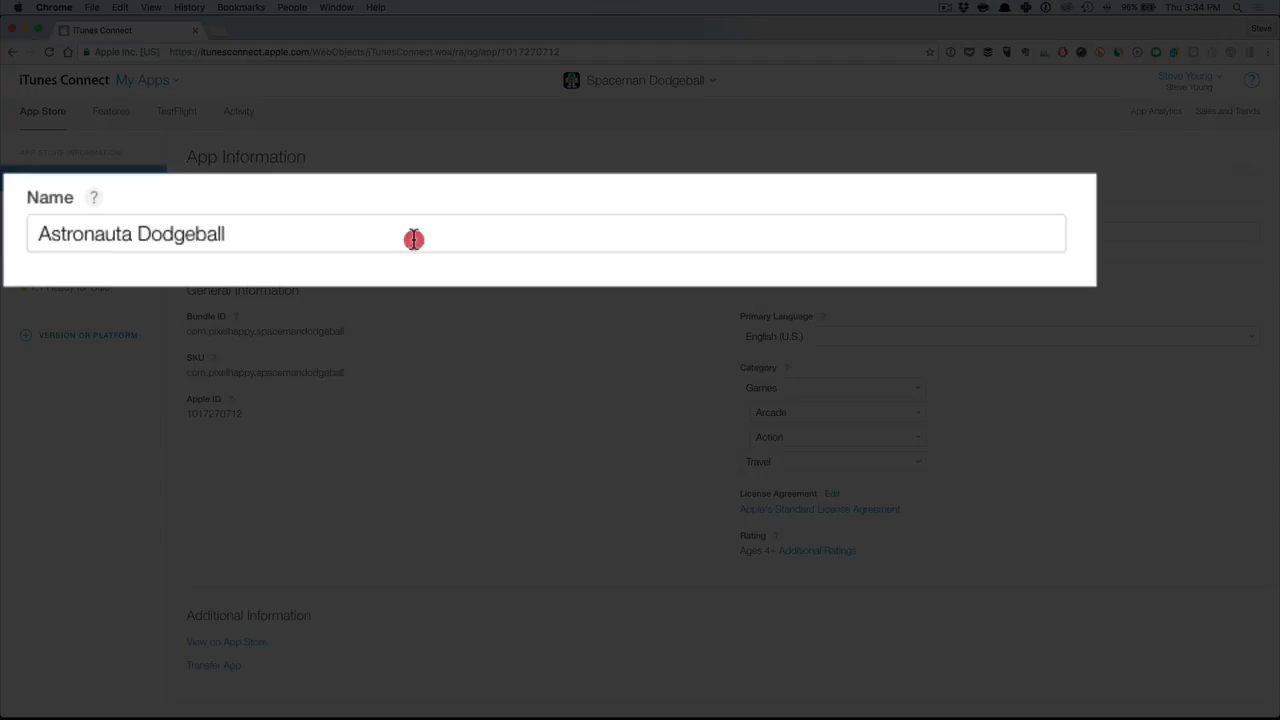 Chrome File Edit View History Bookmarks People Window Help 96% Thu 3:34 PM
iTunes Connect Steve
Apple Inc. [US] https://itunesconnect.apple.com/WebObjects/iTunesConnect.woa/ra/ng/app/1017270712
iTunes Connect My Apps Spaceman Dodgeball Steve Young ?
Steve Young
App Store Features TestFlight Activity App Analytics Sales and Trends
APP STORE INFORMATION
App Information
Name ?
Astronauta Dodgeball
General Information
Bundle ID ? Primary Language ?
com.pixelhappy.spacemandodgeball English (U.S.)
VERSION OR PLATFORM
SKU ? Category ?
com.pixelhappy.spacemandodgeball Games
Apple ID ? Arcade
1017270712 Action
Travel
License Agreement Edit
Apple's Standard License Agreement
Rating ?
Ages 4+ Additional Ratings
Additional Information
View on App Store
Transfer App